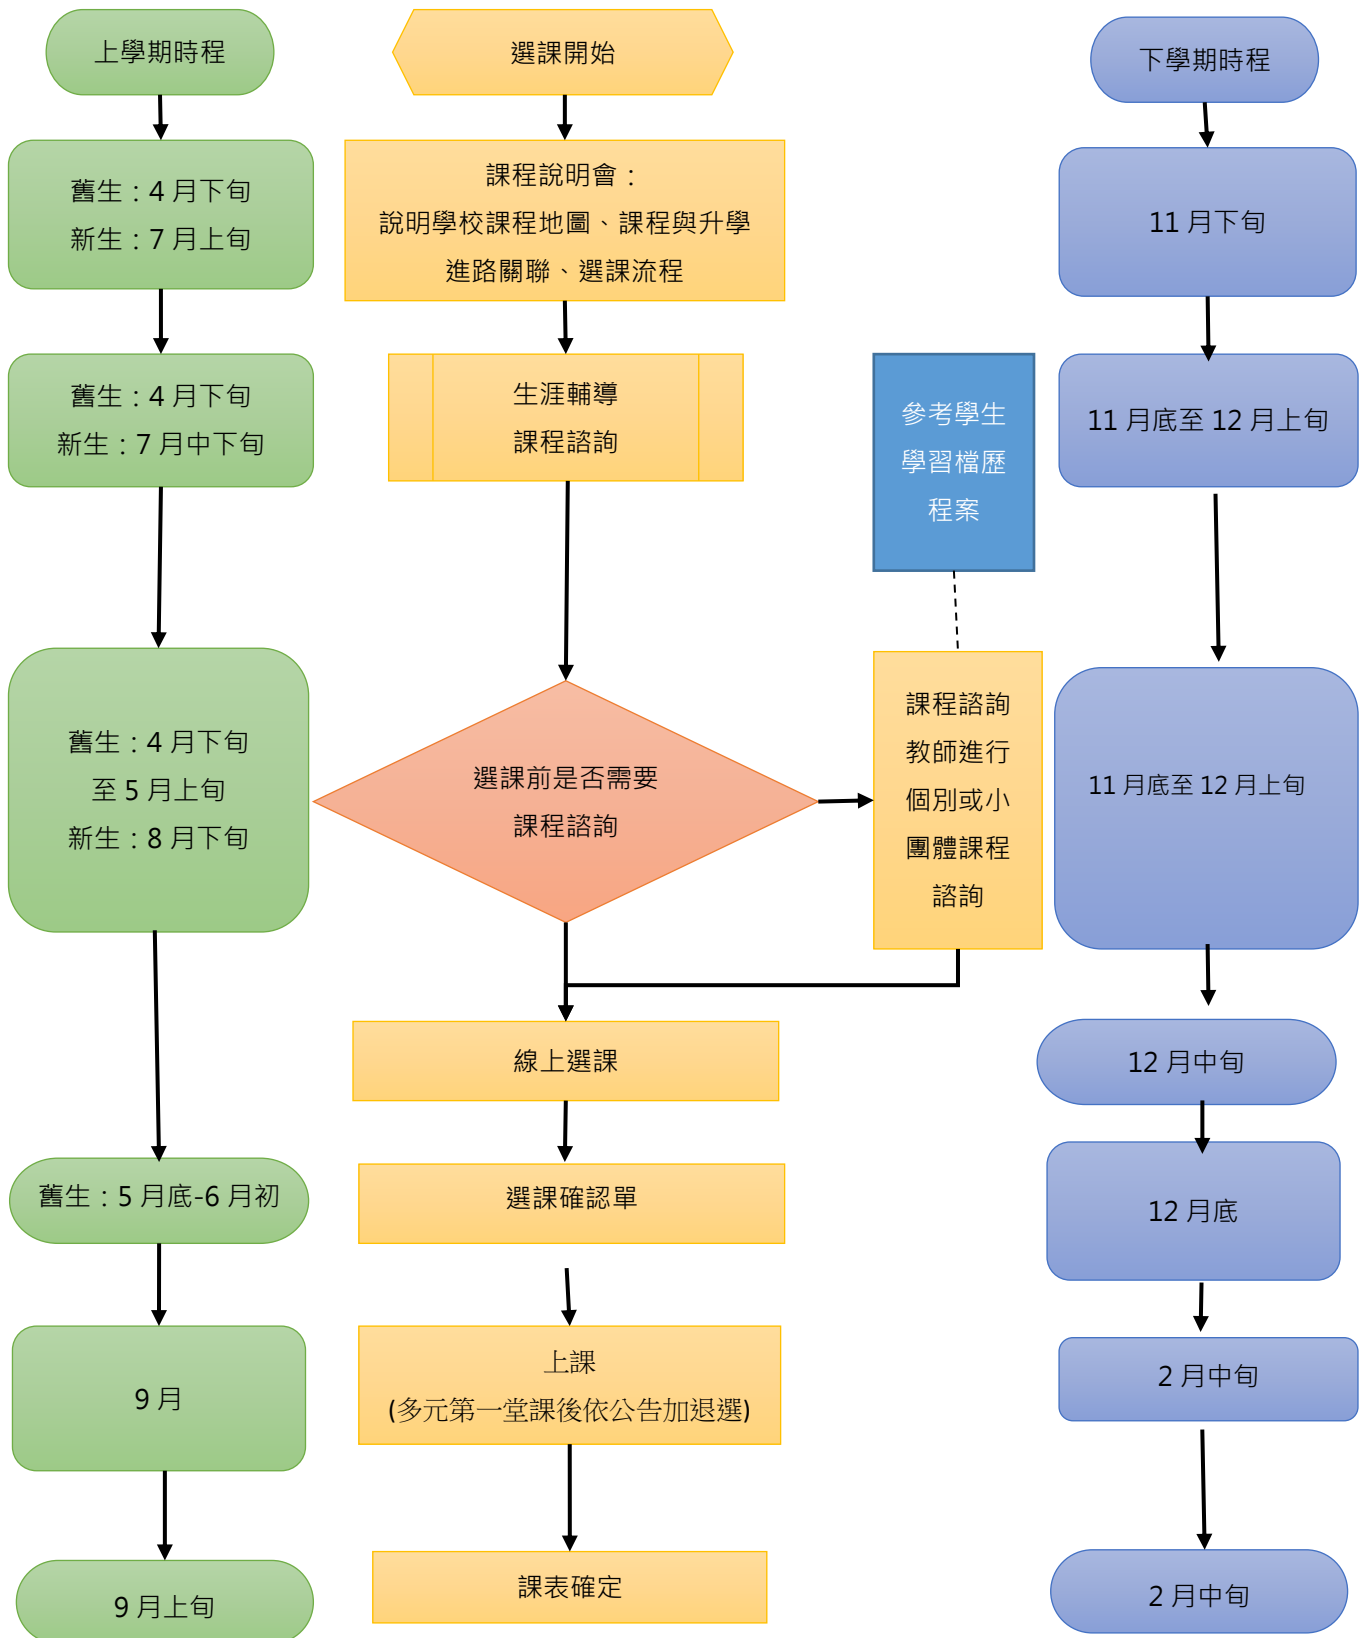 上學期時程
舊生：4 月下旬
新生：7 月上旬
舊生：4 月下旬
新生：7 月中下旬
舊生：4 月下旬
至 5 月上旬
新生：8 月下旬
舊生：5 月底-6 月初
9 月
9 月上旬
選課開始
課程說明會：
說明學校課程地圖、課程與升學
進路關聯、選課流程
生涯輔導
課程諮詢
選課前是否需要
課程諮詢
線上選課
選課確認單
上課
(多元第一堂課後依公告加退選)
課表確定
參考學生
學習檔歷
程案
課程諮詢
教師進行
個別或小
團體課程
諮詢
下學期時程
11 月下旬
11 月底至 12 月上旬
11 月底至 12 月上旬
12 月中旬
12 月底
2 月中旬
2 月中旬